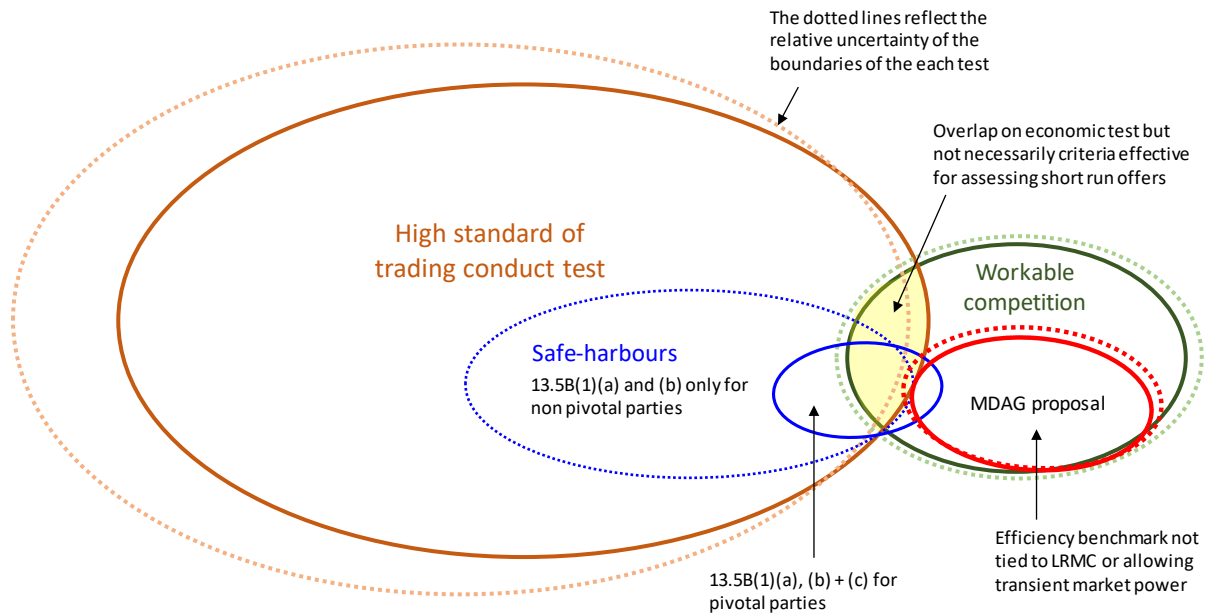 The dotted lines reflect the
relative uncertainty of the
boundaries of the each test
Overlap on economic test but
not necessarily criteria effective
for assessing short run offers
High standard of
trading conduct test
Workable
competition
Safe-harbours
13.5B(1)(a) and (b) only for
non pivotal parties
MDAG proposal
Efficiency benchmark not
tied to LRMC or allowing
transient market power
13.5B(1)(a), (b) + (c) for
pivotal parties